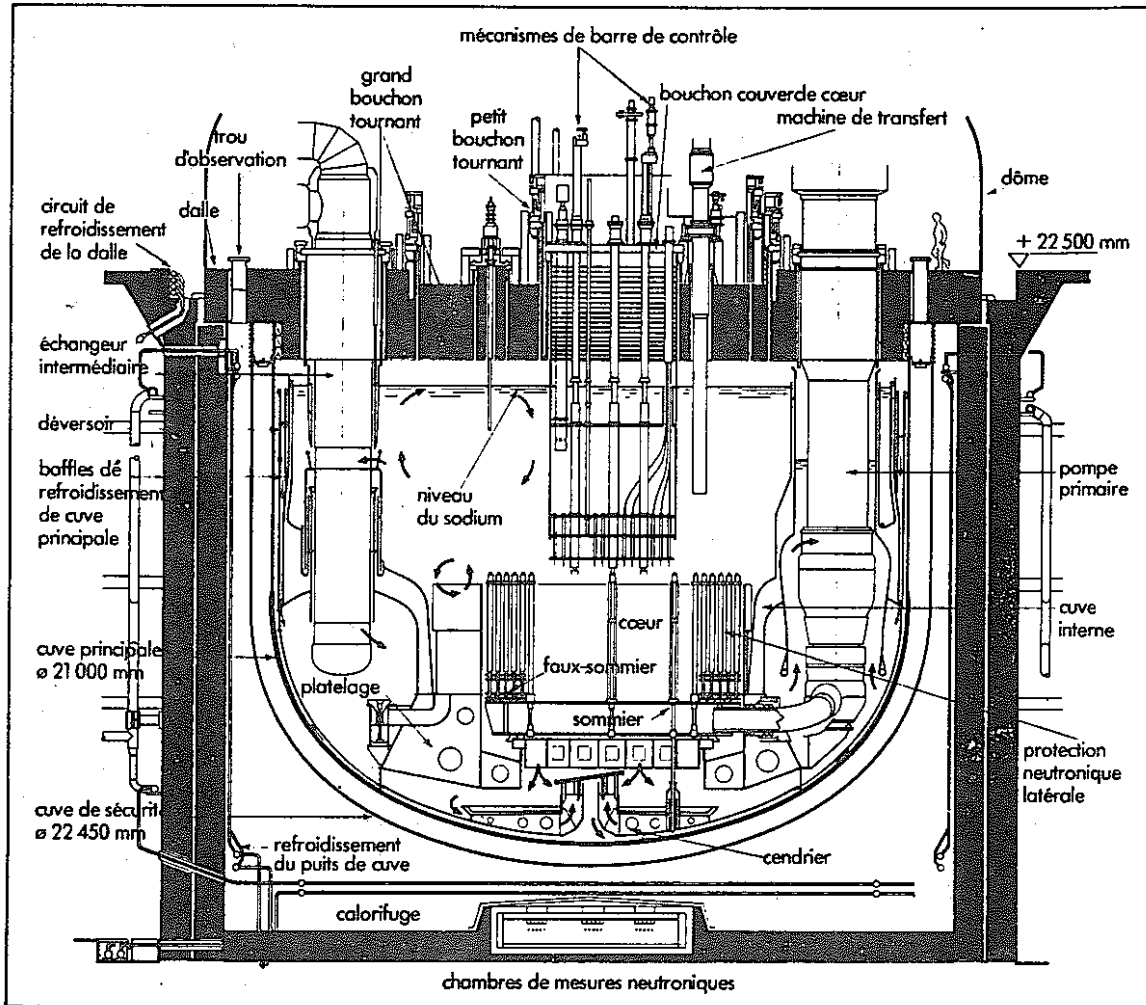 mécanismes de barre de contrôle
grand
bouchon
tournant
petit
bouchon
tournant
bouchon couverde cœur
machine de transfert
trou
d'observation
dalle
dôme
circuit de
refroidissement
de la dalle
+ 22 500 mm
échangeur
intermédiaire
déversoir
baffles de
refroidissement
de cuve
principale
niveau
du sodium
pompe
primaire
cœur
cuve
interne
cuve principale
ø 21 000 mm
faux-sommier
platelage
sommier
protection
neutronique
latérale
cuve de sécurit
ø 22 450 mm
refroidissement
du puits de cuve
cendrier
calorifuge
chambres de mesures neutroniques